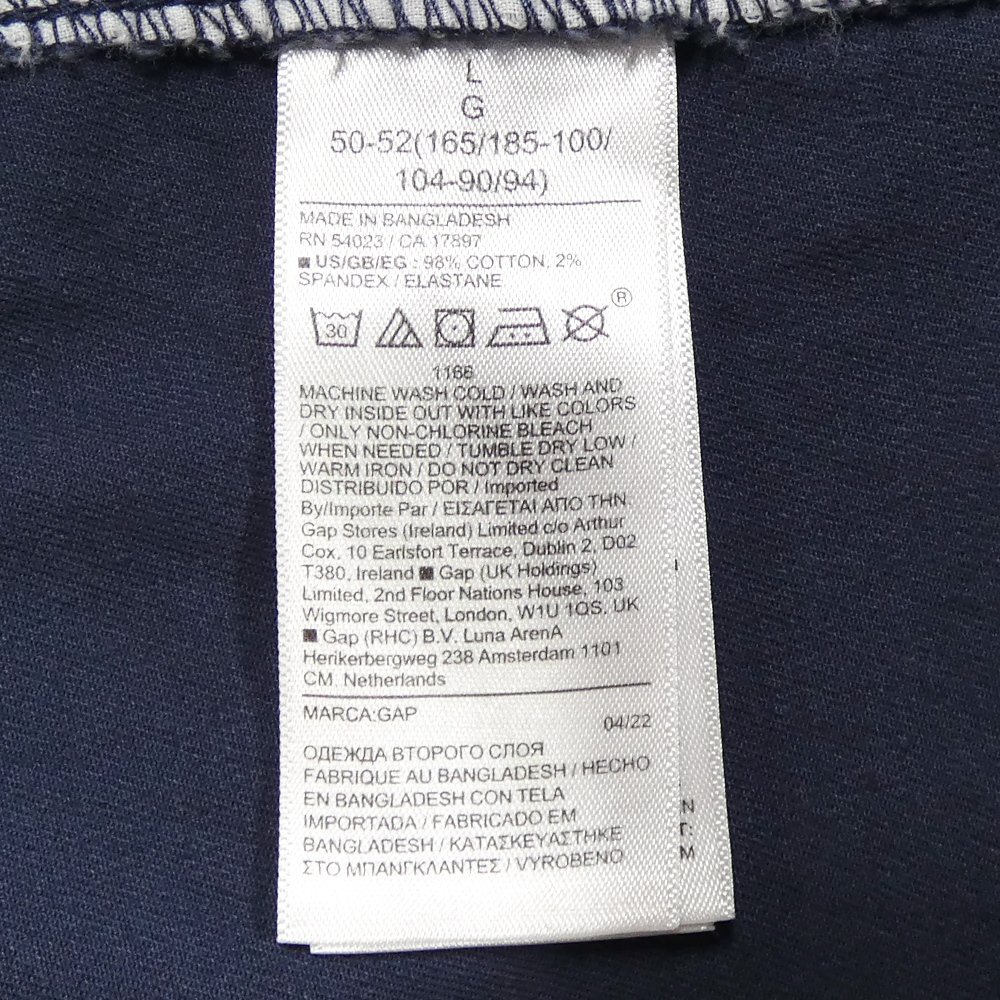 L
G
50-52(165/185-100/
104-90/94)
MADE IN BANGLADESH
RN 54023 / CA 17897
■ US/GB/EG : 98% COTTON, 2%
SPANDEX / ELASTANE
30
®
1166
MACHINE WASH COLD / WASH AND
DRY INSIDE OUT WITH LIKE COLORS
/ ONLY NON-CHLORINE BLEACH
WHEN NEEDED / TUMBLE DRY LOW /
WARM IRON / DO NOT DRY CLEAN
DISTRIBUIDO POR / Imported
By/Importe Par / ΕΙΣΑΓΕΤΑΙ ΑΠΟ ΤΗΝ
Gap Stores (Ireland) Limited c/o Arthur
Cox, 10 Earlsfort Terrace, Dublin 2, D02
T380, Ireland ■ Gap (UK Holdings)
Limited, 2nd Floor Nations House, 103
Wigmore Street, London, W1U 1QS, UK
■ Gap (RHC) B.V. Luna ArenA
Herikerbergweg 238 Amsterdam 1101
CM. Netherlands
MARCA:GAP
04/22
ОДЕЖДА ВТОРОГО СЛОЯ
FABRIQUE AU BANGLADESH / HECHO
EN BANGLADESH CON TELA
IMPORTADA / FABRICADO EM
BANGLADESH / ΚΑΤΑΣΚΕΥΑΣΤΗΚΕ
ΣΤΟ ΜΠΑΝΓΚΛΑΝΤΕΣ / VYROBENO